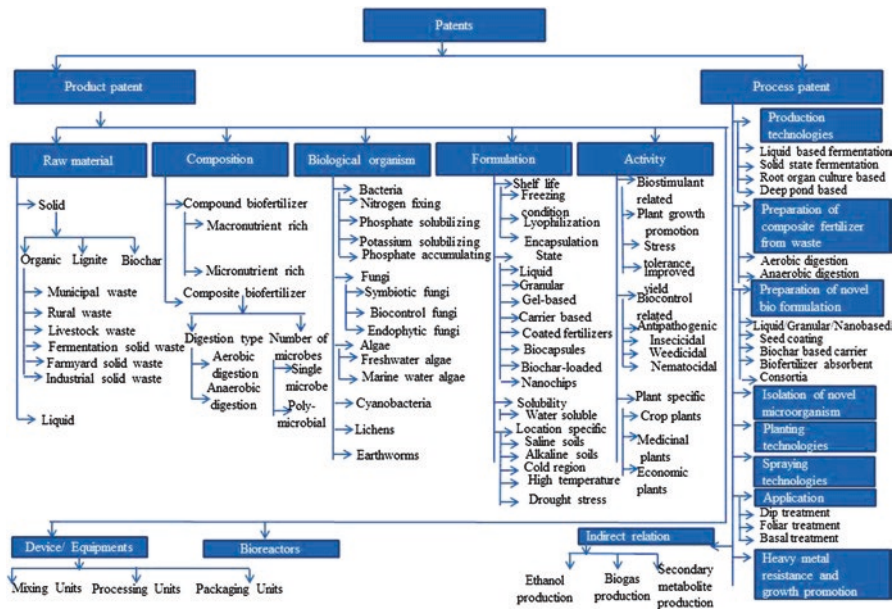 Patents
Product patent
Process patent
Raw material
Solid
Organic
Lignite
Biochar
Municipal waste
Rural waste
Livestock waste
Fermentation solid waste
Farmyard solid waste
Industrial solid waste
Liquid
Composition
Compound biofertilizer
Macronutrient rich
Micronutrient rich
Composite biofertilizer
Digestion type
Aerobic
digestion
Anaerobic
digestion
Number of
microbes
Single
microbe
Poly-
microbial
Biological organism
Bacteria
Nitrogen fixing
Phosphate solubilizing
Potassium solubilizing
Phosphate accumulating
Fungi
Symbiotic fungi
Biocontrol fungi
Endophytic fungi
Algae
Freshwater algae
Marine water algae
Cyanobacteria
Lichens
Earthworms
Formulation
Shelf life
Freezing
condition
Lyophilization
Encapsulation
State
Liquid
Granular
Gel-based
Carrier based
Coated fertilizers
Biocapsules
Biochar-loaded
Nanochips
Solubility
Water soluble
Location specific
Saline soils
Alkaline soils
Cold region
High temperature
Drought stress
Activity
Biostimulant
related
Plant growth
promotion
Stress
tolerance
Improved
yield
Biocontrol
related
Antipathogenic
Insecicidal
Weedicidal
Nematocidal
Plant specific
Crop plants
Medicinal
plants
Economic
plants
Production
technologies
Liquid based fermentation
Solid state fermentation
Root organ culture based
Deep pond based
Preparation of
composite fertilizer
from waste
Aerobic digestion
Anaerobic digestion
Preparation of novel
bio formulation
Liquid/Granular/Nanobased
Seed coating
Biochar based carrier
Biofertilizer absorbent
Consortia
Isolation of novel
microorganism
Planting
technologies
Spraying
technologies
Application
Dip treatment
Foliar treatment
Basal treatment
Heavy metal
resistance and
growth promotion
Device/ Equipments
Mixing Units
Processing Units
Packaging Units
Bioreactors
Indirect relation
Ethanol
production
Biogas
production
Secondary
metabolite
production